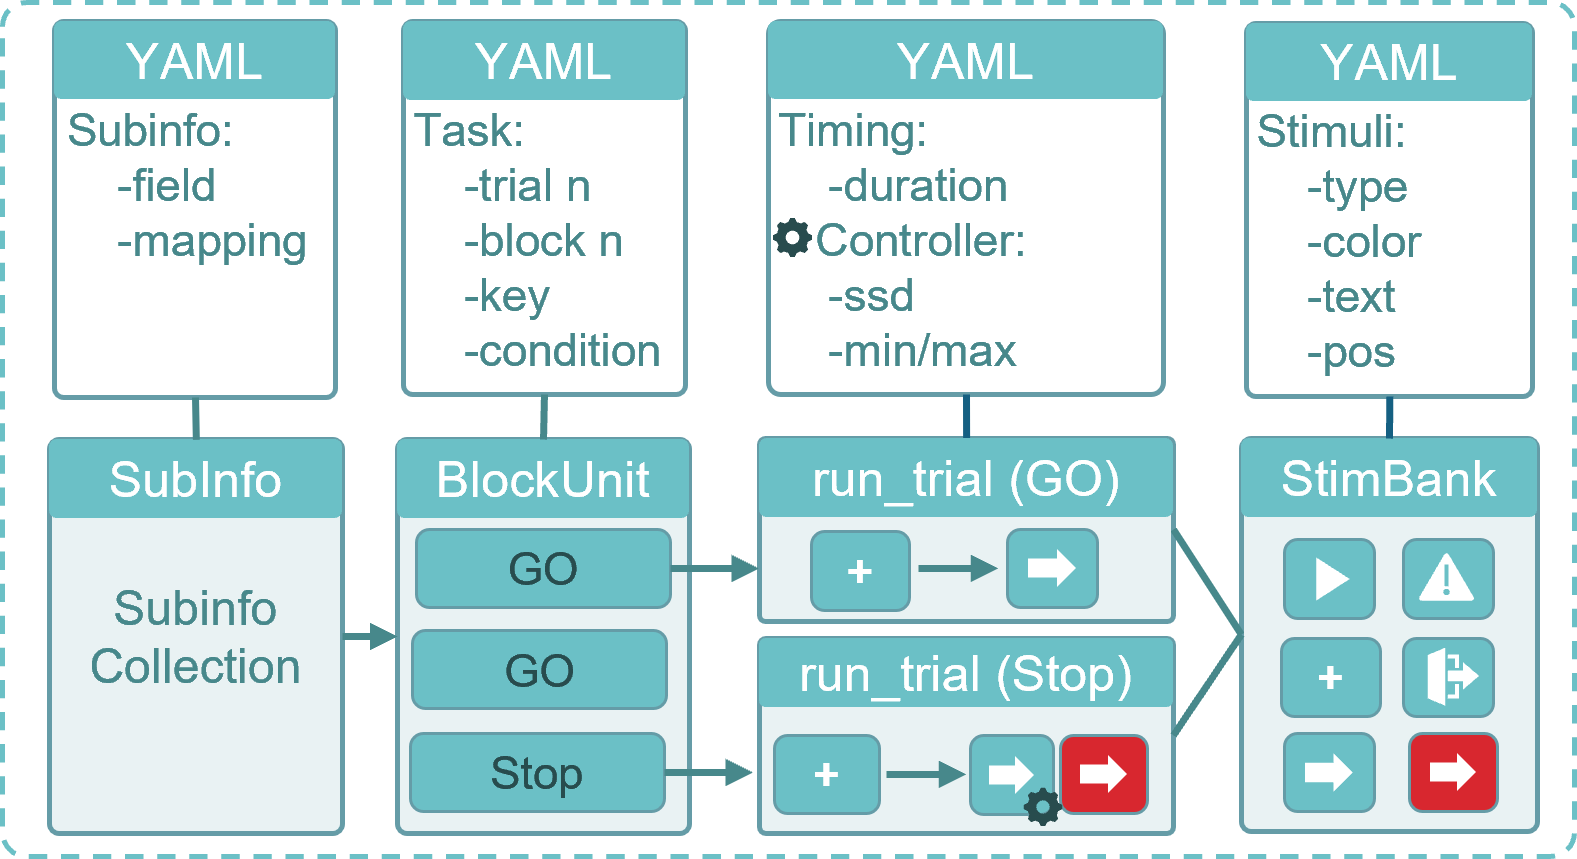 YAML
Subinfo:
-field
-mapping
YAML
Task:
-trial n
-block n
-key
-condition
YAML
Timing:
-duration
Controller:
-ssd
-min/max
YAML
Stimuli:
-type
-color
-text
-pos
SubInfo
Subinfo
Collection
BlockUnit
GO
GO
Stop
run_trial (GO)
+
run_trial (Stop)
+
StimBank
+